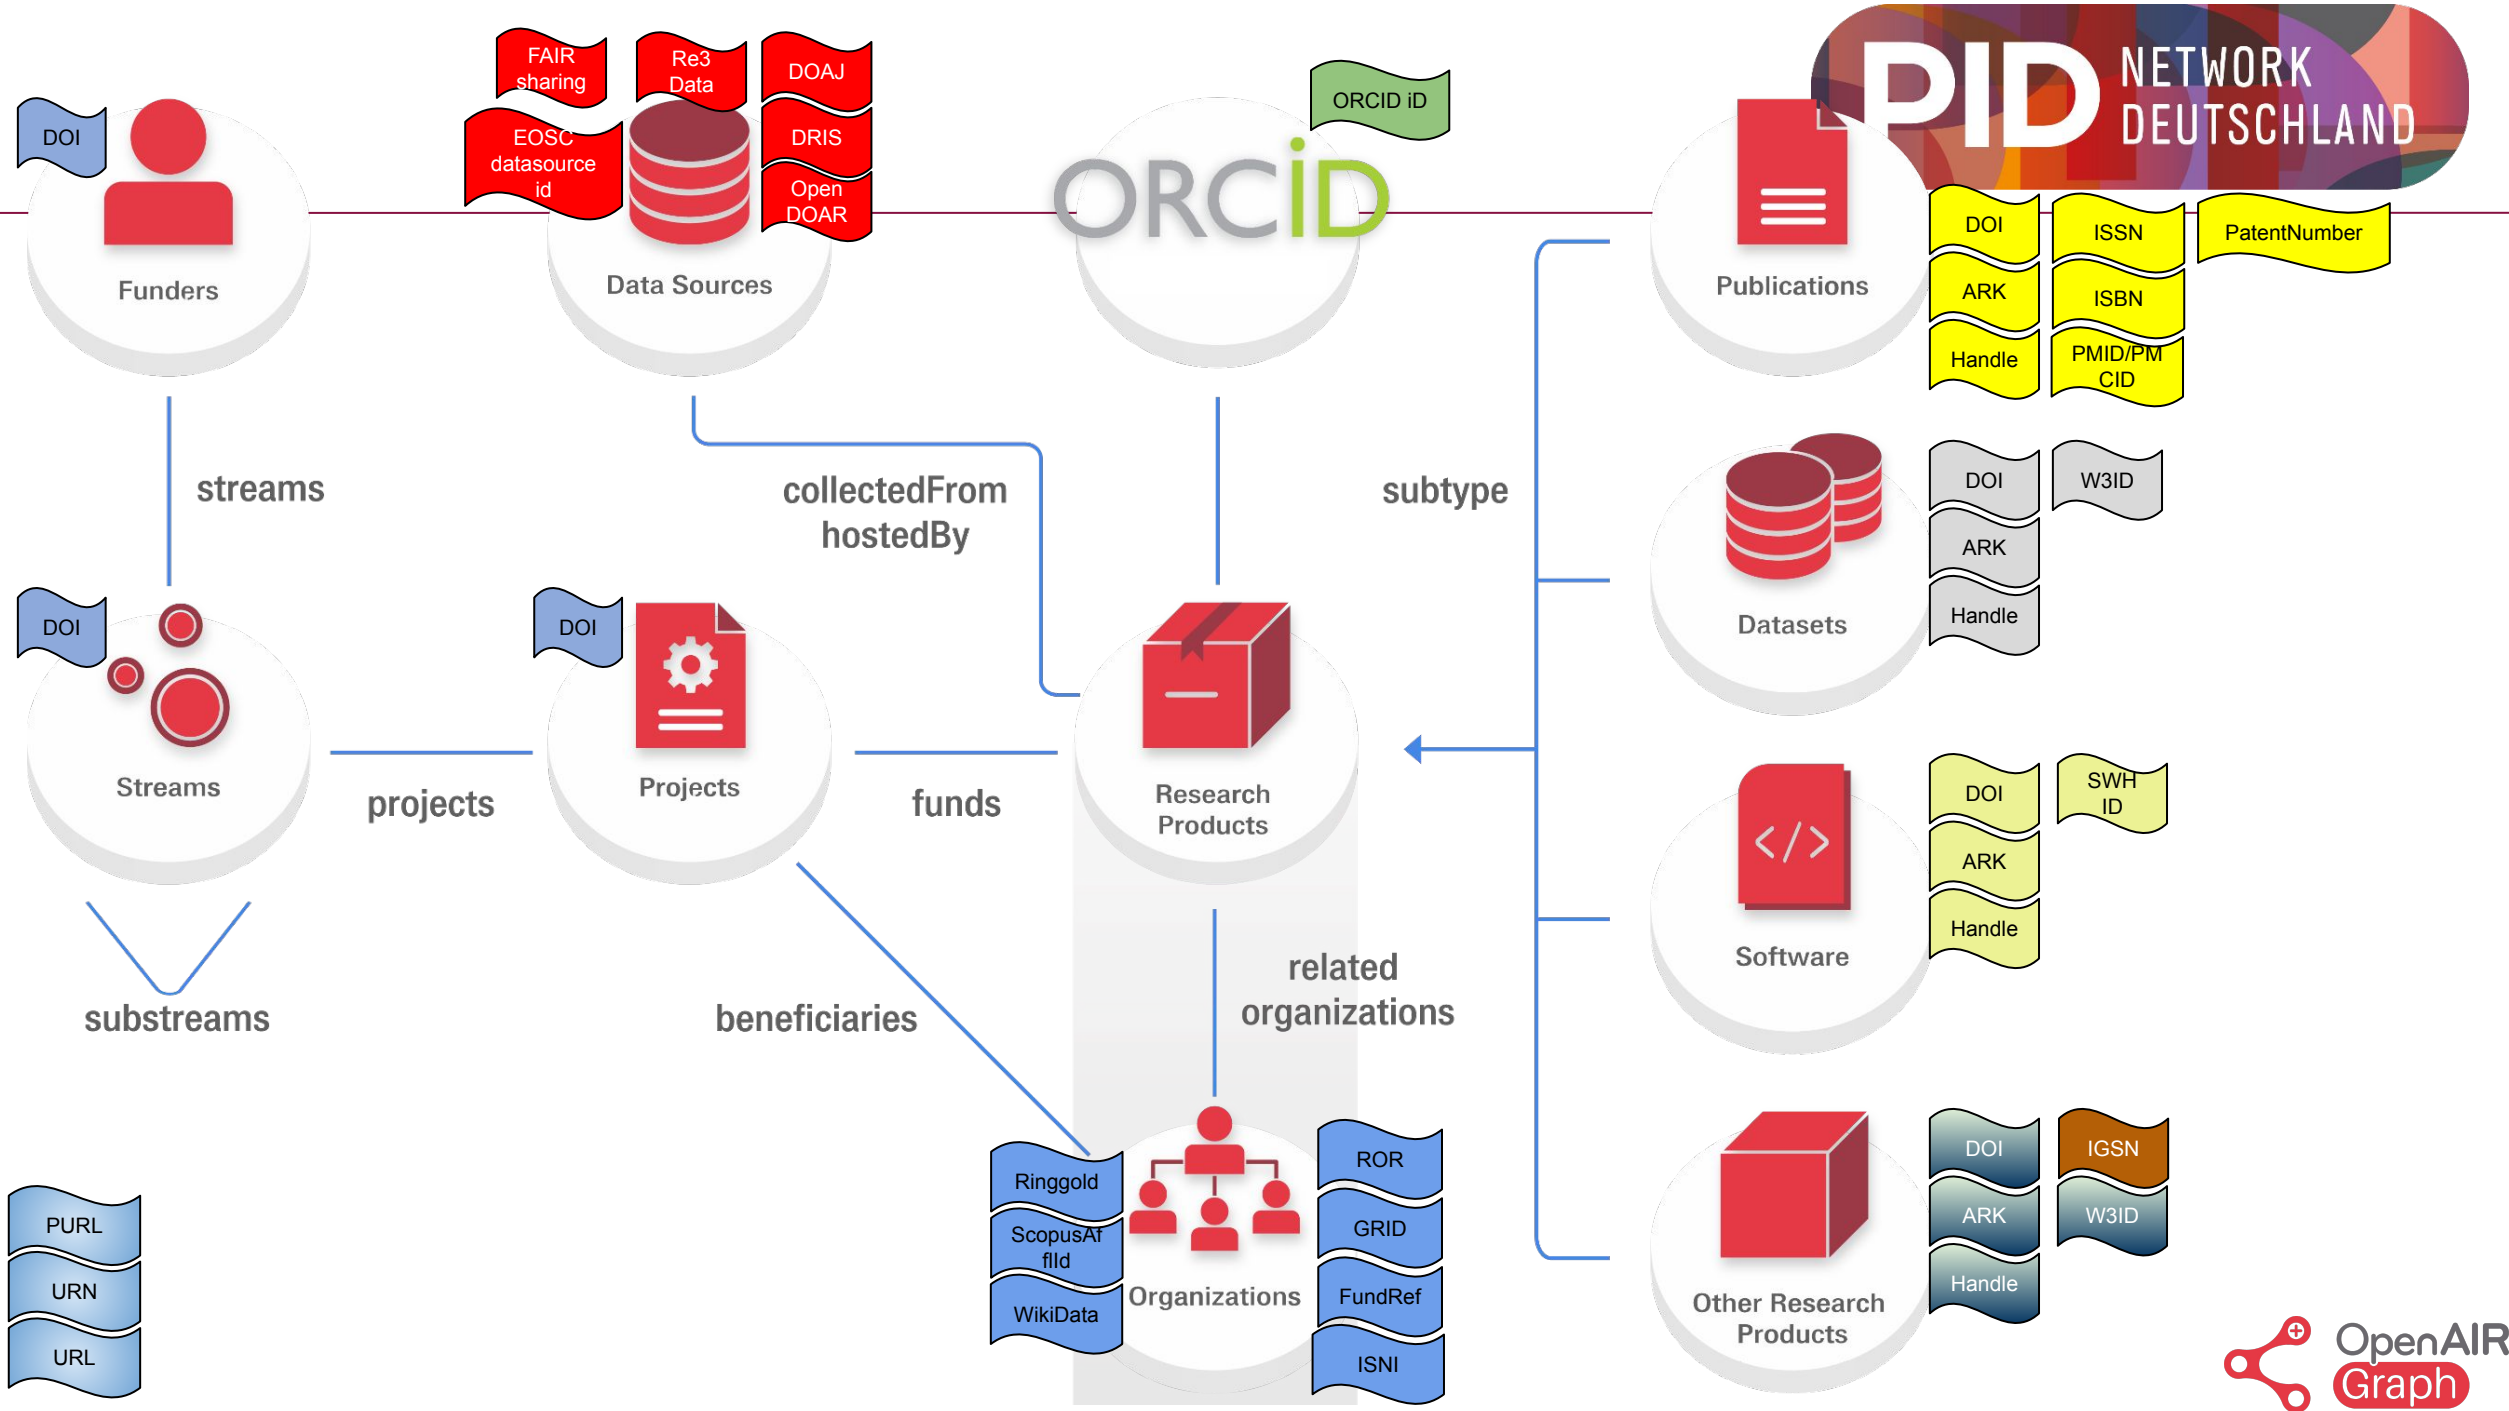 FAIR
sharing
Re3
Data
DOAJ
ORCID iD
PID
NETWORK
DEUTSCHLAND
DOI
EOSC
datasource
id
DRIS
Open
DOAR
ORCiD
Funders
Data Sources
Publications
DOI
ISSN
PatentNumber
ARK
ISBN
Handle
PMID/PM
CID
streams
collectedFrom
hostedBy
subtype
DOI
W3ID
ARK
Handle
Datasets
DOI
DOI
Streams
projects
Projects
funds
Research
Products
DOI
SWH
ID
ARK
Handle
Software
substreams
beneficiaries
related
organizations
Ringgold
ScopusAf
fIId
WikiData
ROR
GRID
FundRef
ISNI
Organizations
DOI
IGSN
ARK
W3ID
Handle
Other Research
Products
PURL
URN
URL
OpenAIR
Graph